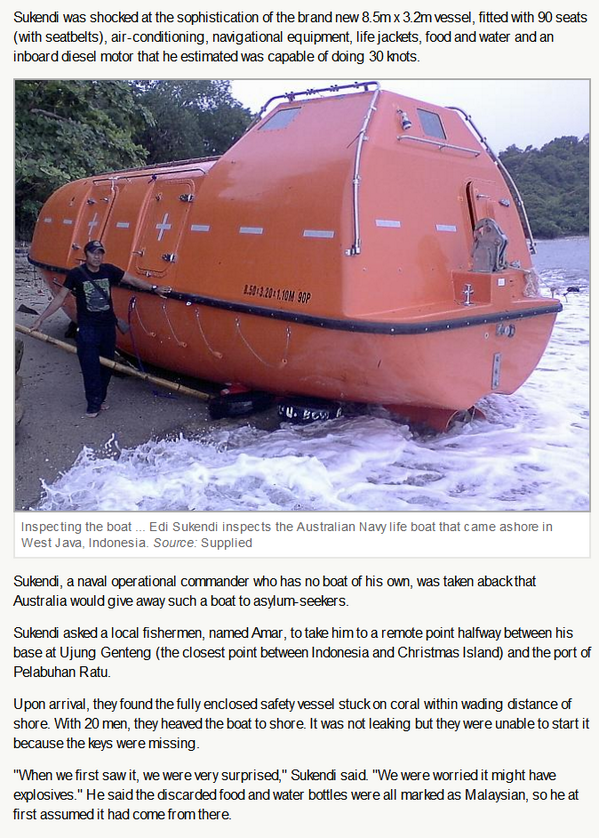 Sukendi was shocked at the sophistication of the brand new 8.5m x 3.2m vessel, fitted with 90 seats
(with seatbelts), air-conditioning, navigational equipment, life jackets, food and water and an
inboard diesel motor that he estimated was capable of doing 30 knots.
8.50×3.20×1.10M 90P
Inspecting the boat ... Edi Sukendi inspects the Australian Navy life boat that came ashore in
West Java, Indonesia. Source: Supplied
Sukendi, a naval operational commander who has no boat of his own, was taken aback that
Australia would give away such a boat to asylum-seekers.
Sukendi asked a local fishermen, named Amar, to take him to a remote point halfway between his
base at Ujung Genteng (the closest point between Indonesia and Christmas Island) and the port of
Pelabuhan Ratu.
Upon arrival, they found the fully enclosed safety vessel stuck on coral within wading distance of
shore. With 20 men, they heaved the boat to shore. It was not leaking but they were unable to start it
because the keys were missing.
"When we first saw it, we were very surprised," Sukendi said. "We were worried it might have
explosives." He said the discarded food and water bottles were all marked as Malaysian, so he at
first assumed it had come from there.